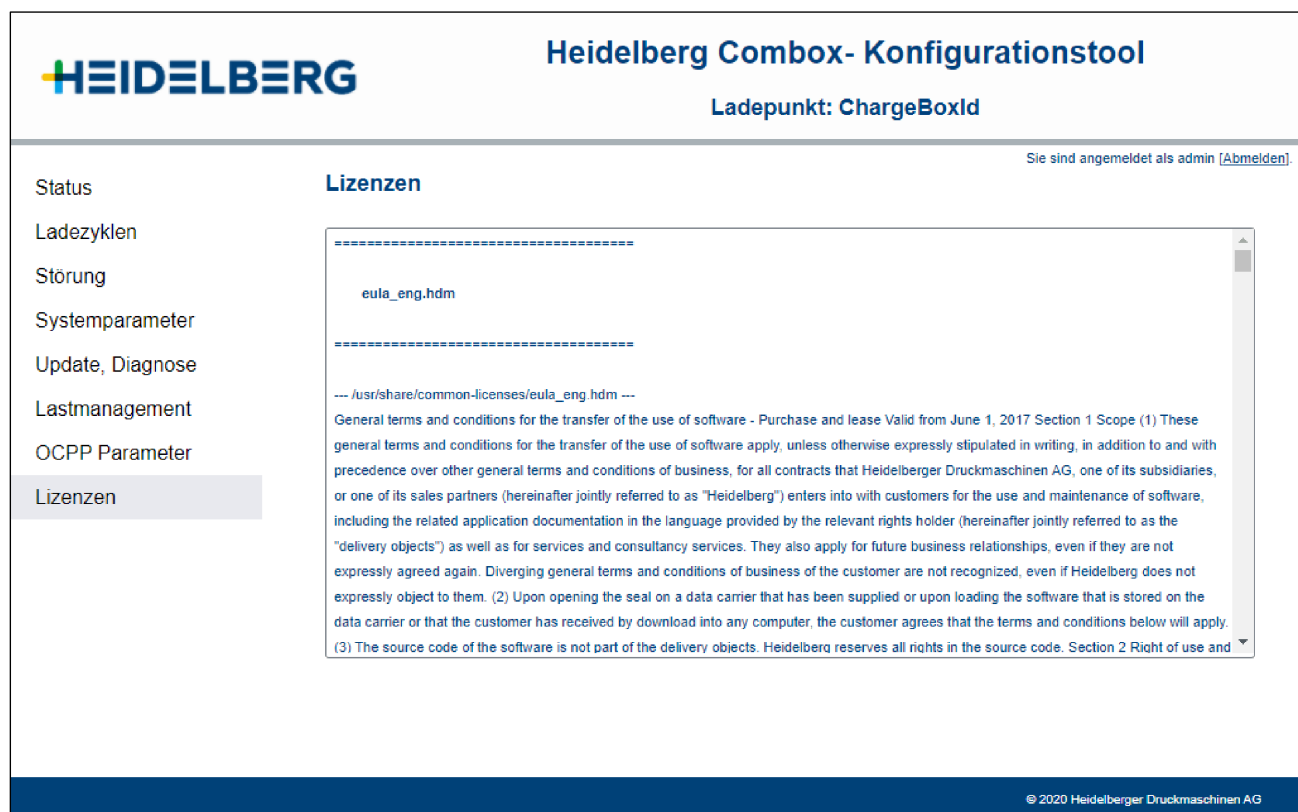 HEIDELBERG
Heidelberg Combox- Konfigurationstool
Ladepunkt: ChargeBoxId
Sie sind angemeldet als admin [Abmelden].
Status
Ladezyklen
Störung
Systemparameter
Update, Diagnose
Lastmanagement
OCPP Parameter
Lizenzen
Lizenzen
=====================================
eula_eng.hdm
=====================================
--- /usr/share/common-licenses/eula_eng.hdm ---
General terms and conditions for the transfer of the use of software - Purchase and lease Valid from June 1, 2017 Section 1 Scope (1) These
general terms and conditions for the transfer of the use of software apply, unless otherwise expressly stipulated in writing, in addition to and with
precedence over other general terms and conditions of business, for all contracts that Heidelberger Druckmaschinen AG, one of its subsidiaries,
or one of its sales partners (hereinafter jointly referred to as "Heidelberg") enters into with customers for the use and maintenance of software,
including the related application documentation in the language provided by the relevant rights holder (hereinafter jointly referred to as the
"delivery objects") as well as for services and consultancy services. They also apply for future business relationships, even if they are not
expressly agreed again. Diverging general terms and conditions of business of the customer are not recognized, even if Heidelberg does not
expressly object to them. (2) Upon opening the seal on a data carrier that has been supplied or upon loading the software that is stored on the
data carrier or that the customer has received by download into any computer, the customer agrees that the terms and conditions below will apply.
(3) The source code of the software is not part of the delivery objects. Heidelberg reserves all rights in the source code. Section 2 Right of use and
© 2020 Heidelberger Druckmaschinen AG